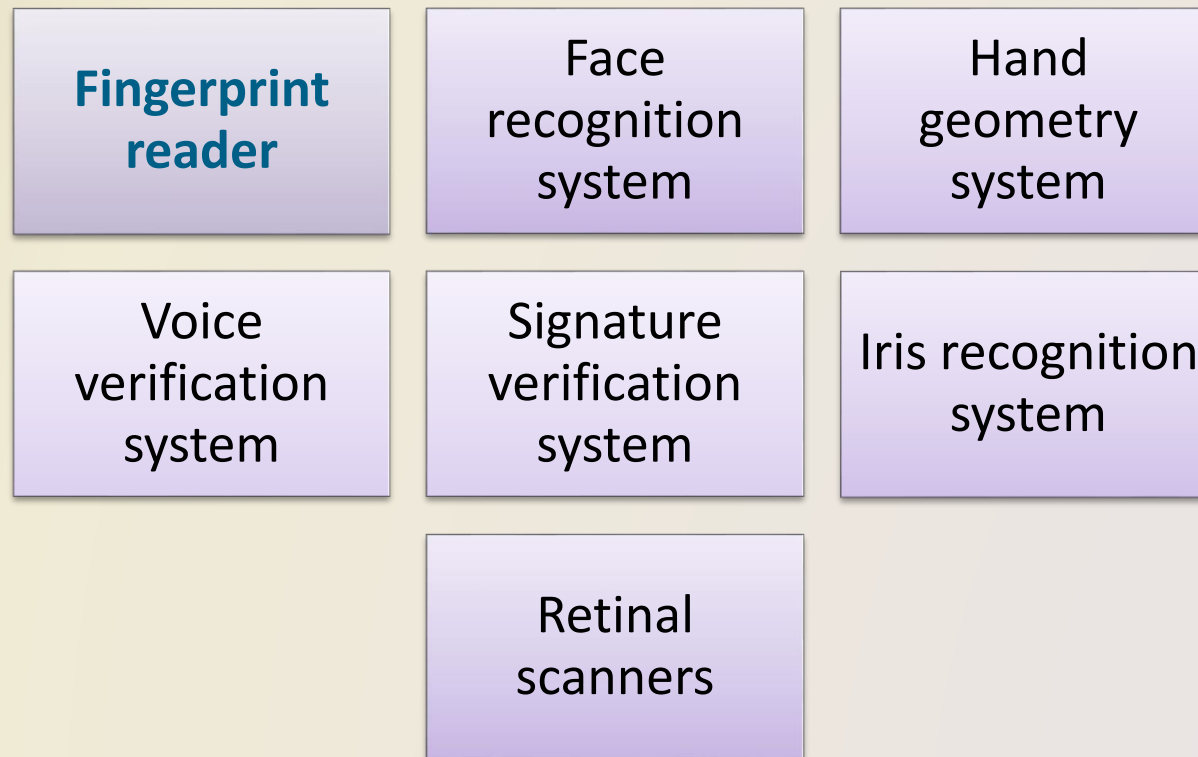 Fingerprint
reader
Face
recognition
system
Hand
geometry
system
Voice
verification
system
Signature
verification
system
Iris recognition
system
Retinal
scanners